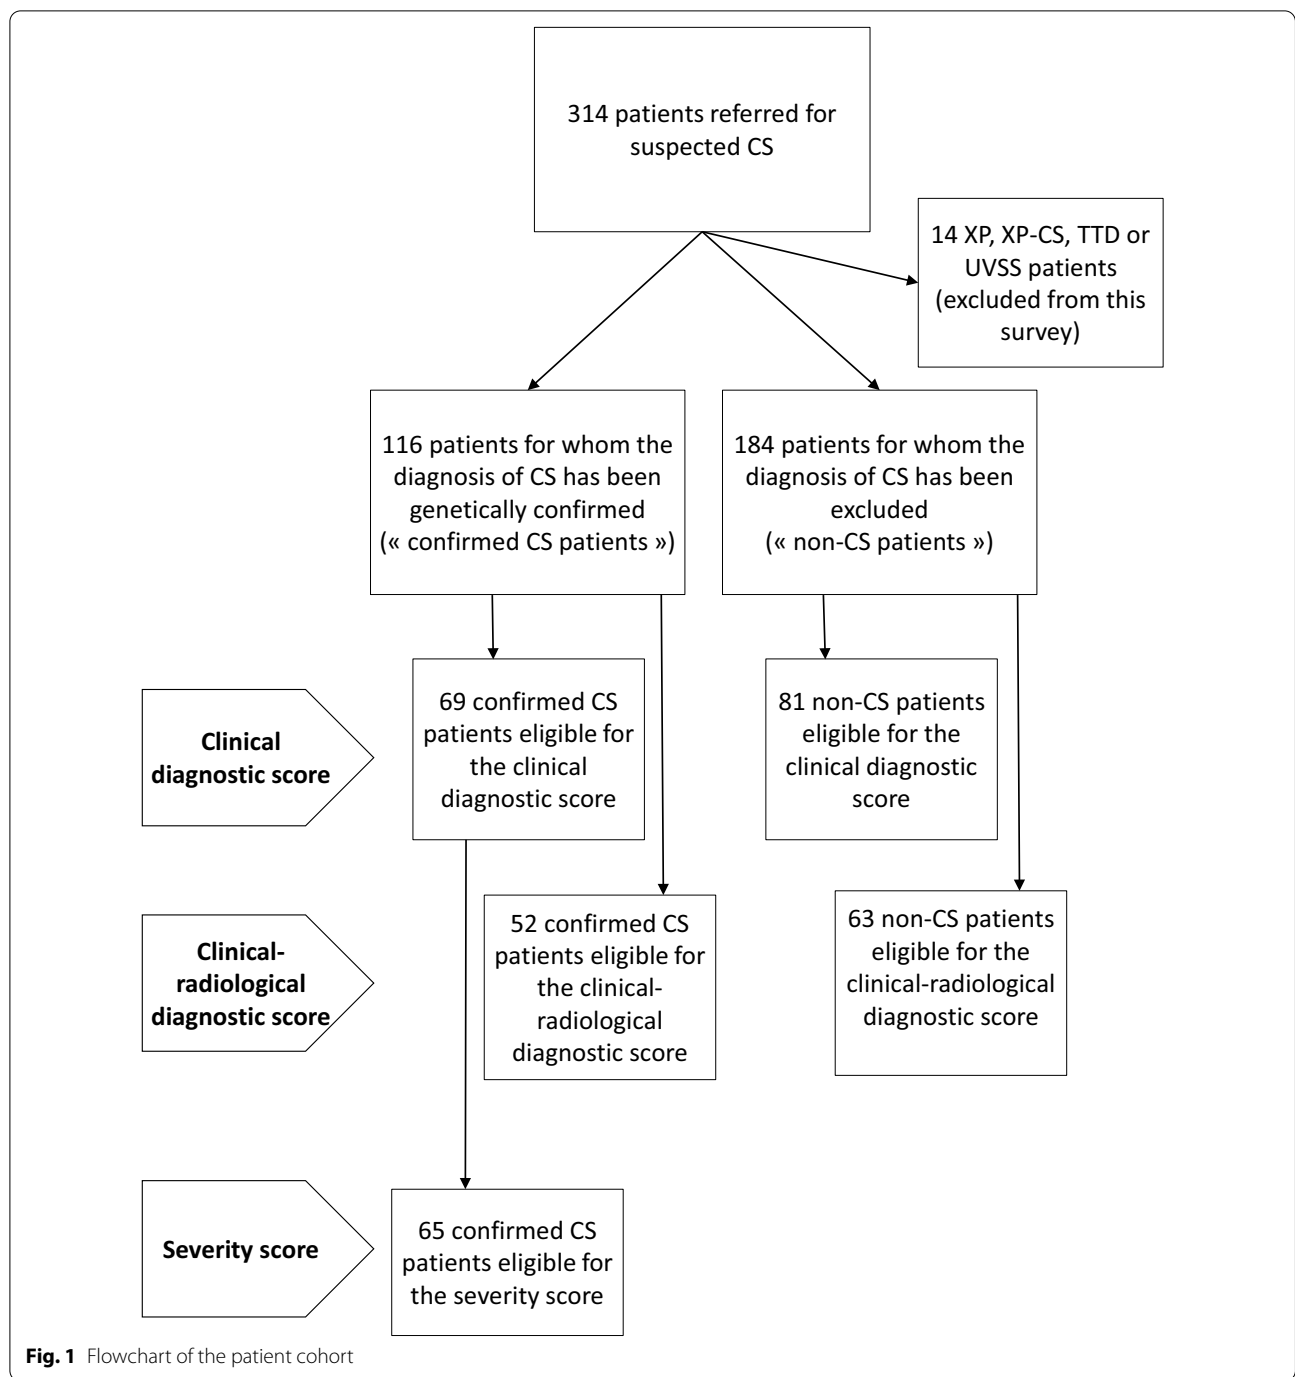 314 patients referred for
suspected CS
14 XP, XP-CS, TTD or
UVSS patients
(excluded from this
survey)
116 patients for whom the
diagnosis of CS has been
genetically confirmed
(« confirmed CS patients »)
184 patients for whom the
diagnosis of CS has been
excluded
(« non-CS patients »)
Clinical
diagnostic score
69 confirmed CS
patients eligible for
the clinical
diagnostic score
81 non-CS patients
eligible for the
clinical diagnostic
score
Clinical-
radiological
diagnostic score
52 confirmed CS
patients eligible for
the clinical-
radiological
diagnostic score
63 non-CS patients
eligible for the
clinical-radiological
diagnostic score
Severity score
65 confirmed CS
patients eligible for
the severity score
Fig. 1 Flowchart of the patient cohort